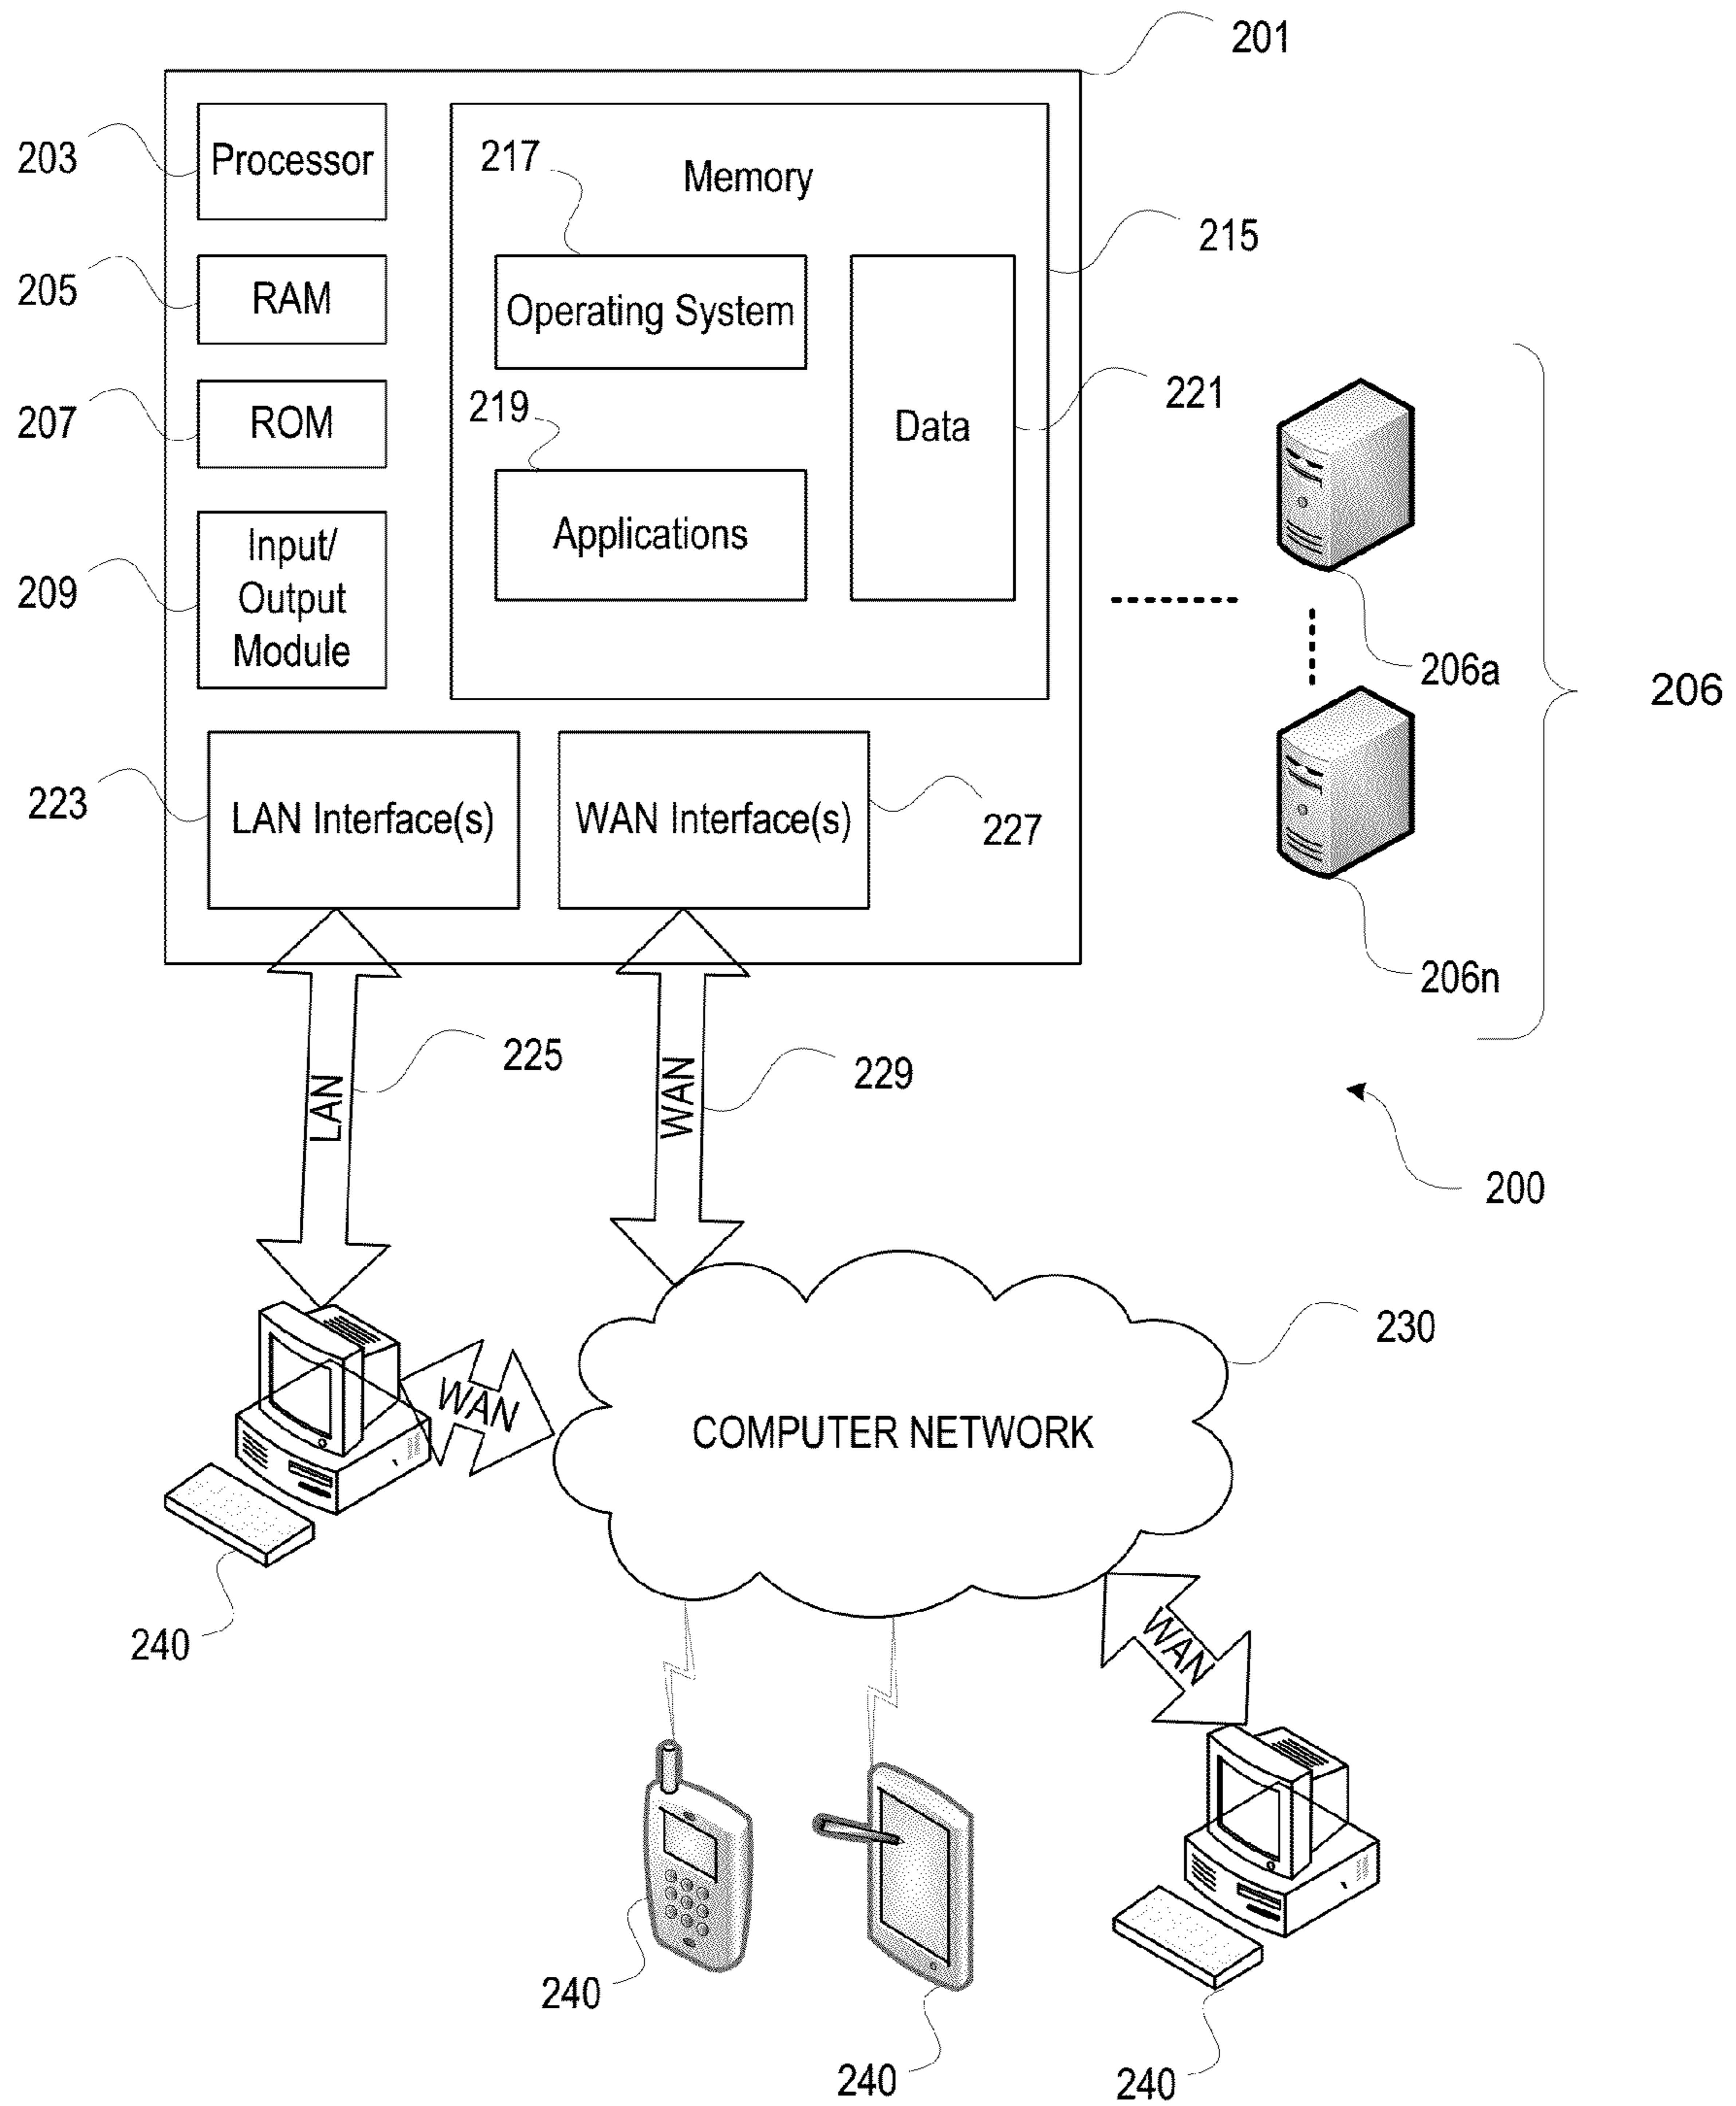 201
203
Processor
217
Memory
215
205
RAM
Operating System
221
207
ROM
219
Data
Applications
209
Input/
Output
Module
206a
206
223
LAN Interface(s)
WAN Interface(s)
227
206n
225
229
LAN
WAN
200
230
WAN
COMPUTER NETWORK
240
WAN
240
240
240